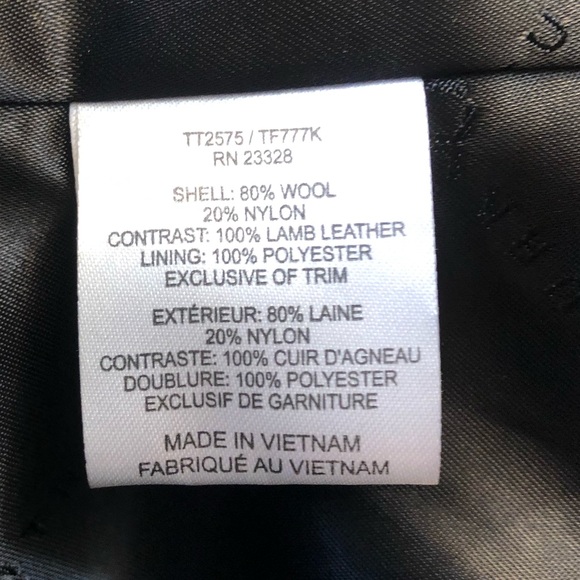 TT2575 / TF777K
RN 23328
SHELL: 80% WOOL
20% NYLON
CONTRAST: 100% LAMB LEATHER
LINING: 100% POLYESTER
EXCLUSIVE OF TRIM
EXTÉRIEUR: 80% LAINE
20% NYLON
CONTRASTE: 100% CUIR D'AGNEAU
DOUBLURE: 100% POLYESTER
EXCLUSIF DE GARNITURE
MADE IN VIETNAM
FABRIQUÉ AU VIETNAM